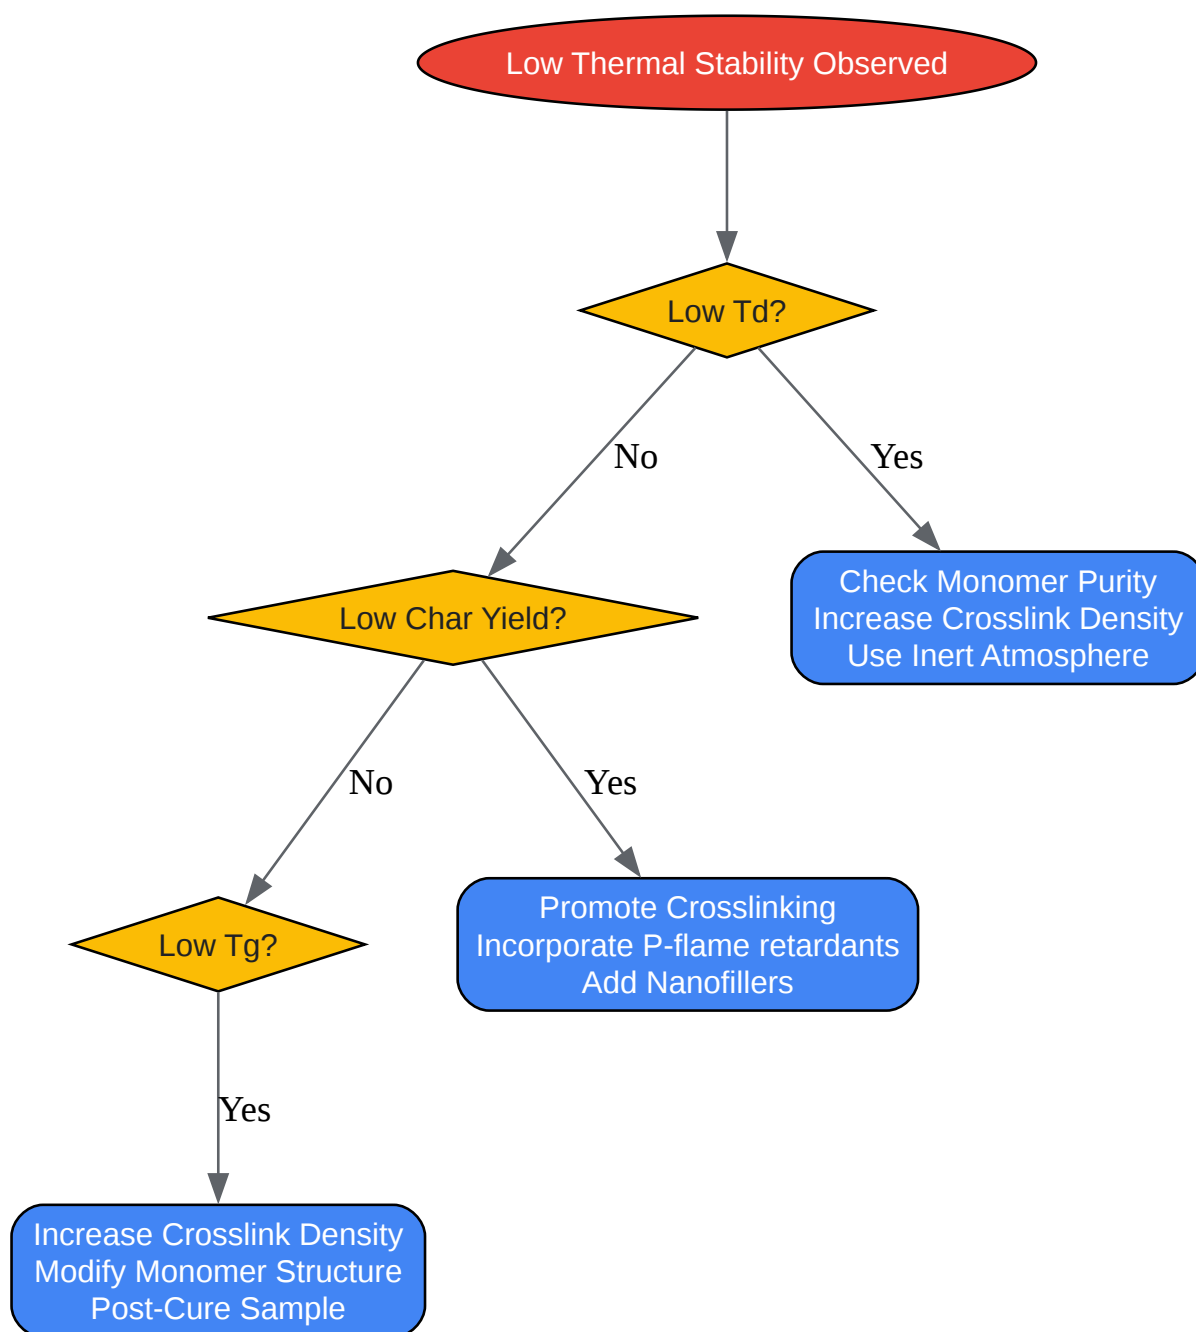 Low Thermal Stability Observed
Low Td?
No
Yes
Low Char Yield?
Check Monomer Purity
Increase Crosslink Density
Use Inert Atmosphere
No
Yes
Low Tg?
Promote Crosslinking
Incorporate P-flame retardants
Add Nanofillers
Yes
Increase Crosslink Density
Modify Monomer Structure
Post-Cure Sample